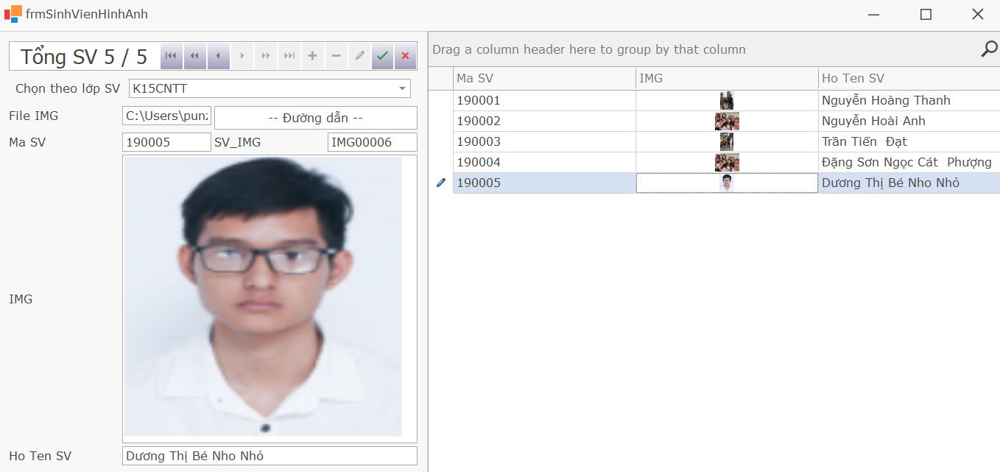 frmSinhVienHinhAnh
Tổng SV 5 / 5
Chọn theo lớp SV K15CNTT
File IMG C:\Users\pun -- Đường dẫn --
Ma SV 190005 SV_IMG IMG00006
IMG
Ho Ten SV Dương Thị Bé Nho Nhỏ
Drag a column header here to group by that column
Ma SV IMG Ho Ten SV
190001 Nguyễn Hoàng Thanh
190002 Nguyễn Hoài Anh
190003 Trần Tiến Đạt
190004 Đặng Sơn Ngọc Cát Phượng
190005 Dương Thị Bé Nho Nhỏ